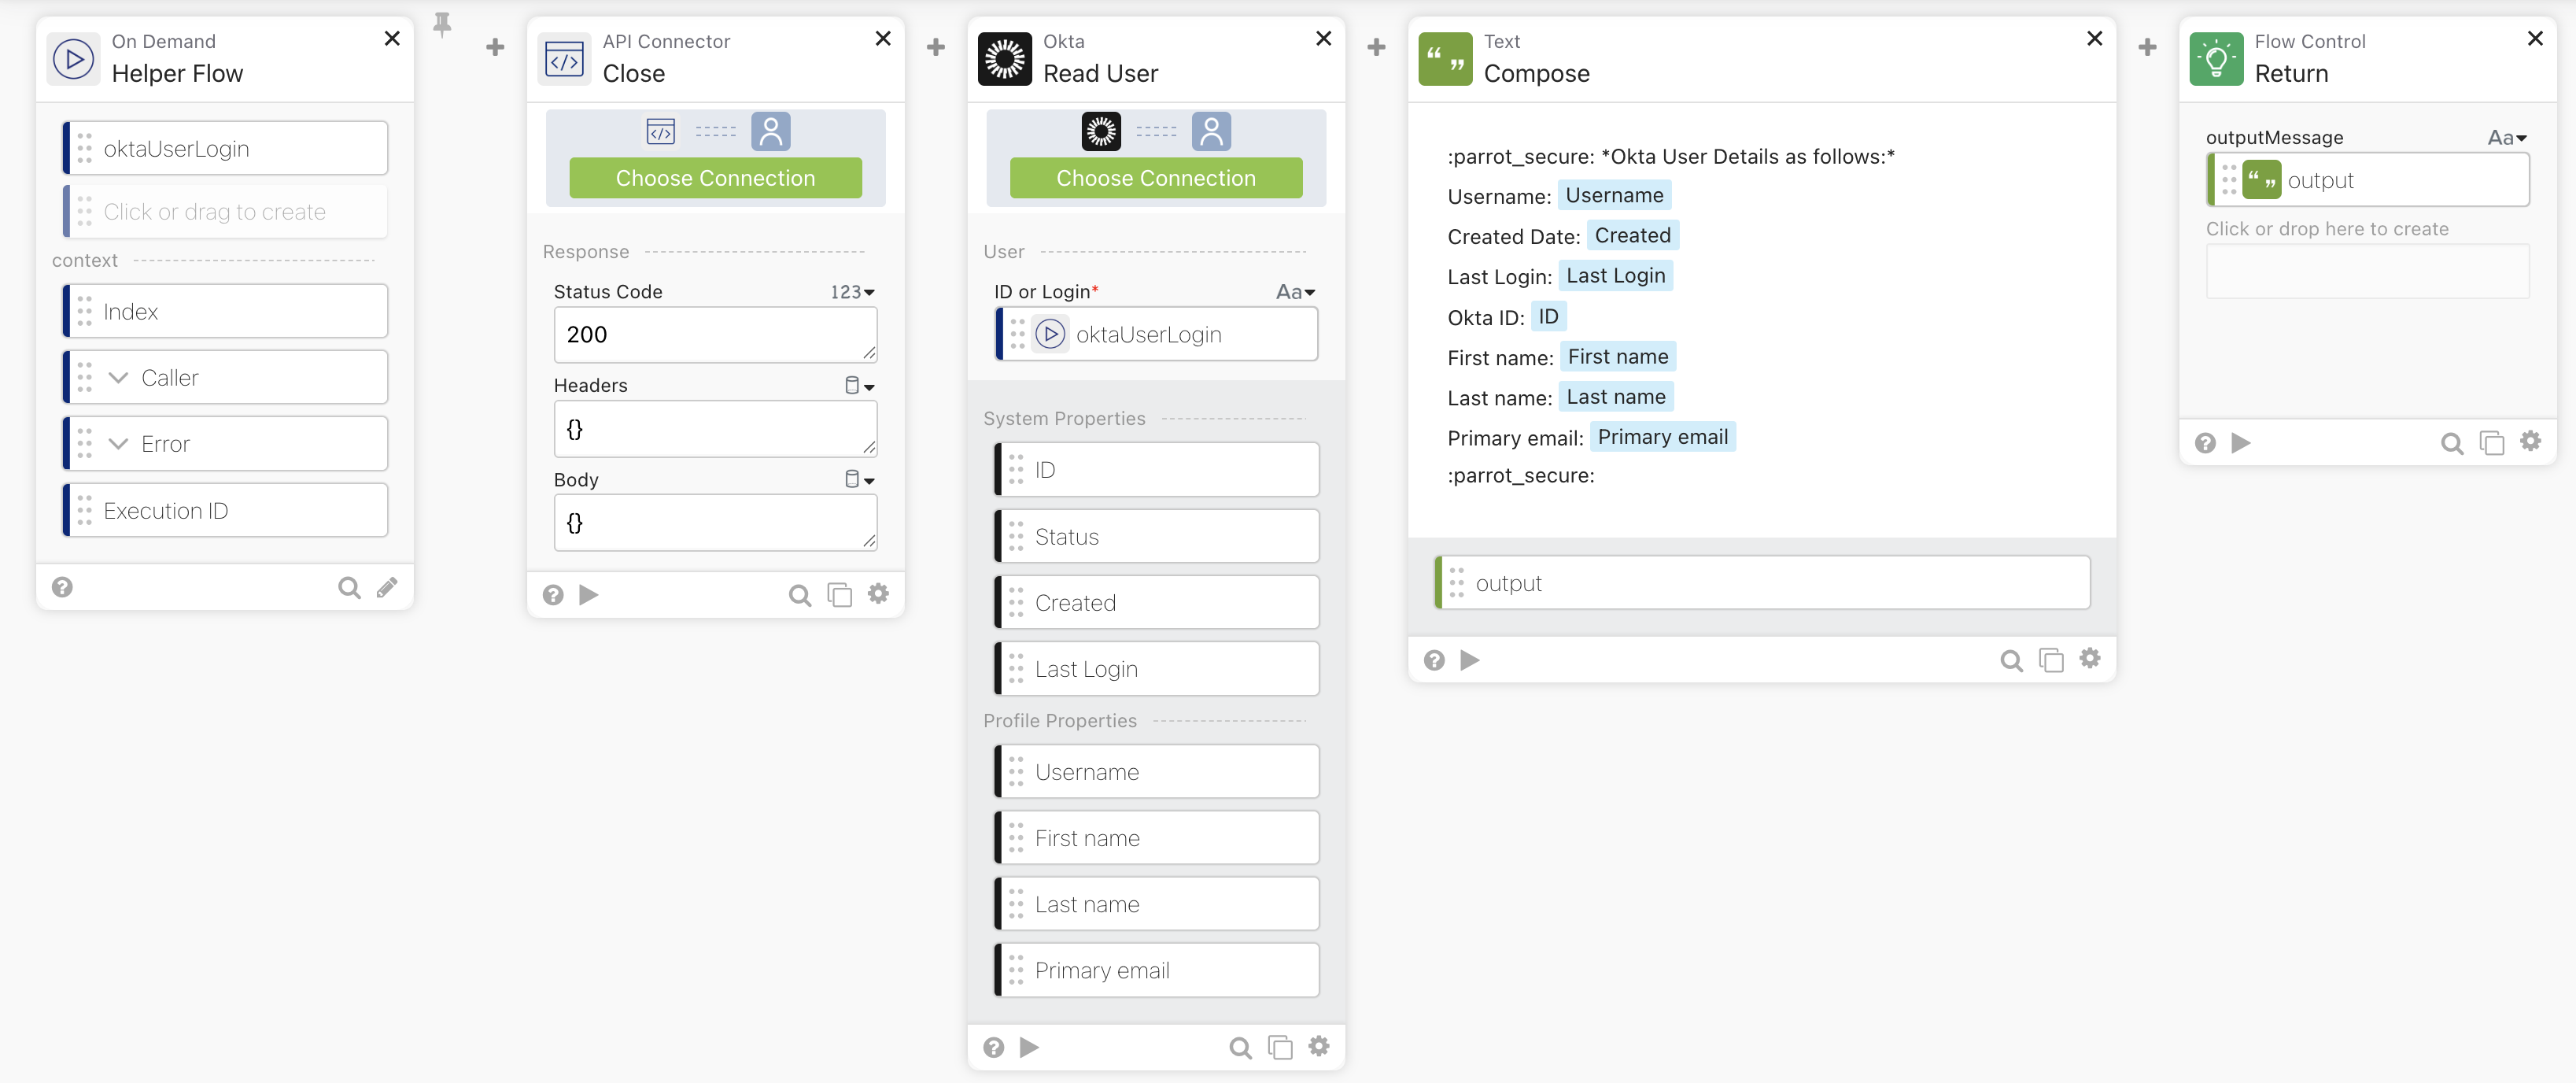 On Demand
Helper Flow
oktaUserLogin
Click or drag to create
context
Index
Caller
Error
Execution ID
API Connector
Close
Choose Connection
Response
Status Code 123
200
Headers
{}
Body
{}
Okta
Read User
Choose Connection
User
ID or Login* Aa
oktaUserLogin
System Properties
ID
Status
Created
Last Login
Profile Properties
Username
First name
Last name
Primary email
Text
Compose
:parrot_secure: *Okta User Details as follows:*
Username: Username
Created Date: Created
Last Login: Last Login
Okta ID: ID
First name: First name
Last name: Last name
Primary email: Primary email
:parrot_secure:
output
Flow Control
Return
outputMessage Aa
output
Click or drop here to create